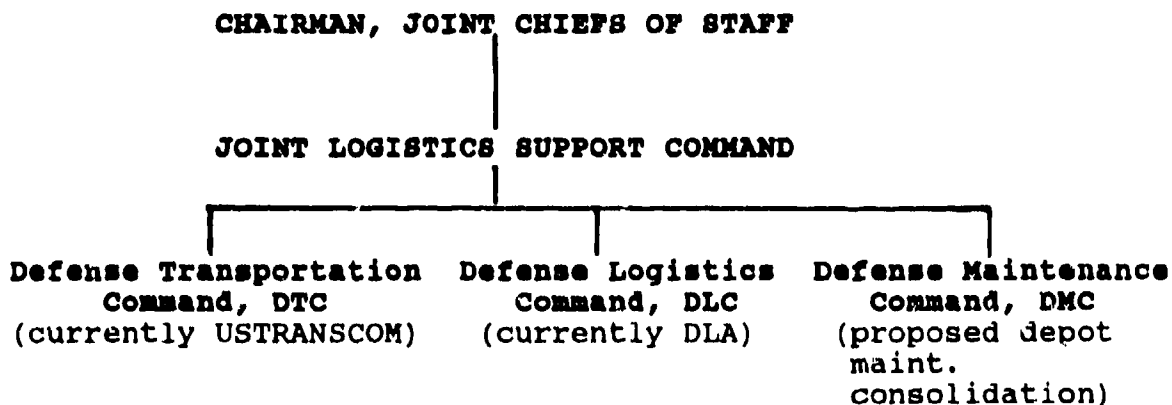 CHAIRMAN, JOINT CHIEFS OF STAFF
JOINT LOGISTICS SUPPORT COMMAND
Defense Transportation
Command, DTC
(currently USTRANSCOM)
Defense Logistics
Command, DLC
(currently DLA)
Defense Maintenance
Command, DMC
(proposed depot
maint.
consolidation)